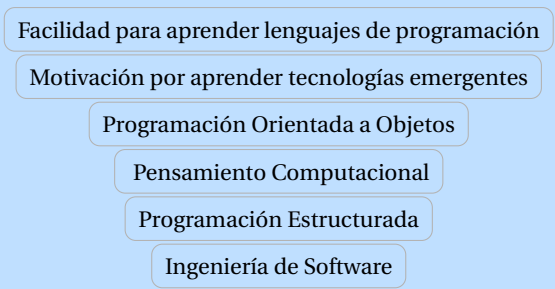 Facilidad para aprender lenguajes de programación
Motivación por aprender tecnologías emergentes
Programación Orientada a Objetos
Pensamiento Computacional
Programación Estructurada
Ingeniería de Software